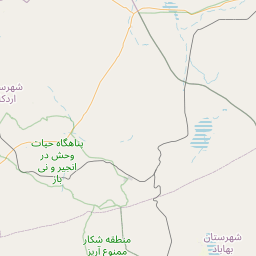 شهرس
اردک
پناهگاه حیات
وحش در
انجیر و نی
باز
منطقه شکار
ممنوع آریز
شهرستان
بهاباد